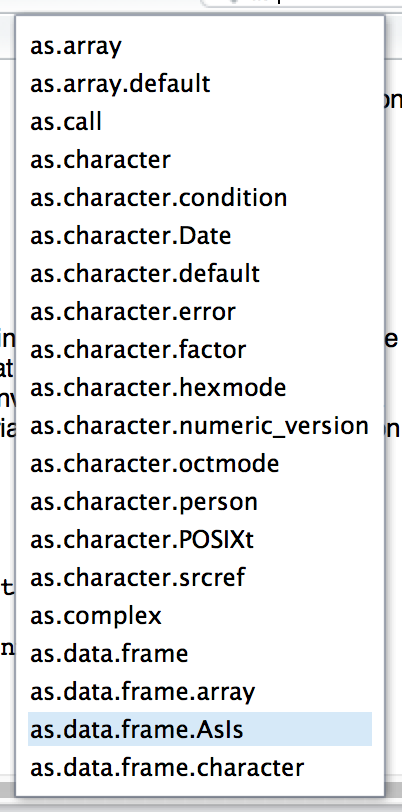 as.array
as.array.default
as.call
as.character
as.character.condition
as.character.Date
as.character.default
as.character.error
as.character.factor
as.character.hexmode
as.character.numeric_version
as.character.octmode
as.character.person
as.character.POSIXt
as.character.srcref
as.complex
as.data.frame
as.data.frame.array
as.data.frame.AsIs
as.data.frame.character